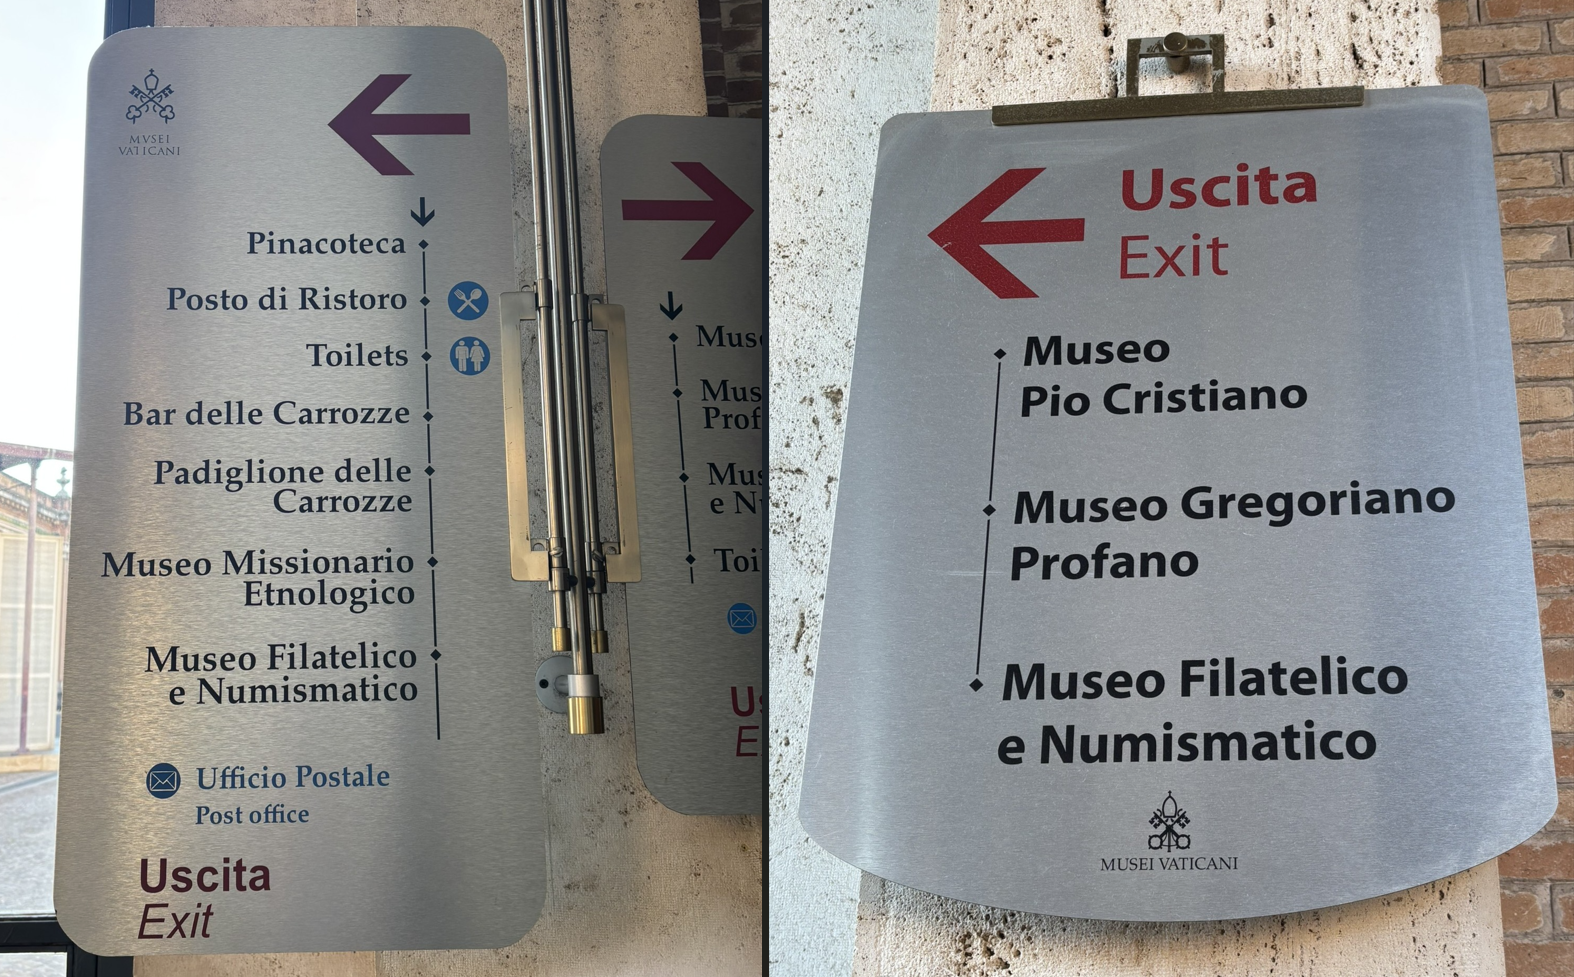 MVSEI
VATICANI
Pinacoteca
Posto di Ristoro
Toilets
Bar delle Carrozze
Padiglione delle
Carrozze
Museo Missionario
Etnologico
Museo Filatelico
e Numismatico
Ufficio Postale
Post office
Uscita
Exit
e
Uscita
Exit
Museo
Pio Cristiano
Museo Gregoriano
Profano
Museo Filatelico
e Numismatico
MUSEI VATICANI